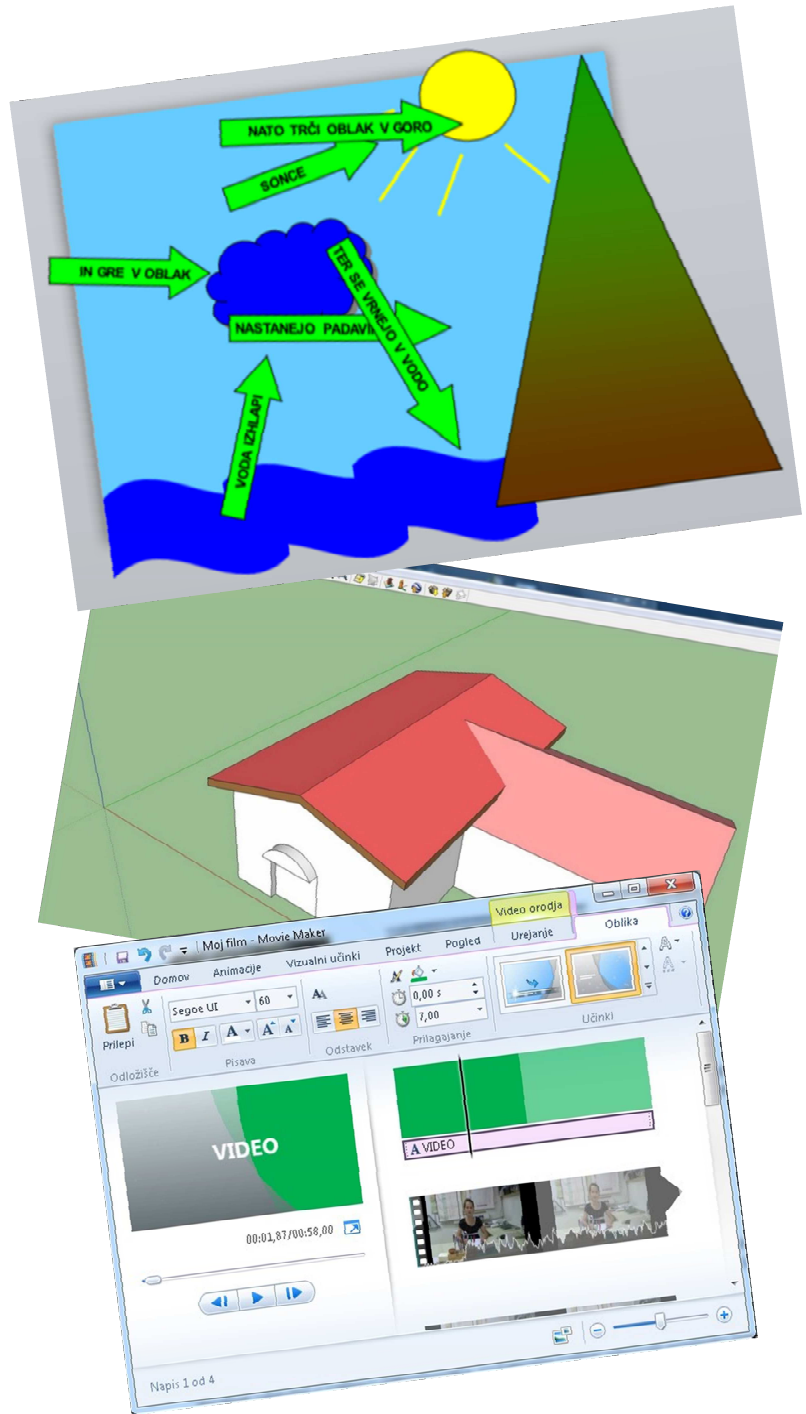 NATO TRČI OBLAK V GORO
SONCE
IN GRE V OBLAK
TER SE VRNEJO V VODO
NASTANEJO PADAVI
VODA IZHLAPI
Moj film - Movie Maker
Video orodja
Domov
Animacije
Vizualni učinki
Projekt
Pogled
Urejanje
Oblika
Prilepi
Odložišče
Segoe UI
60
B I A A A
Pisava
AA
Odstavek
0,00 s
7,00
Prilagajanje
Učinki
A
A
VIDEO
A VIDEO
00:01,87/00:58,00
Napis 1 od 4